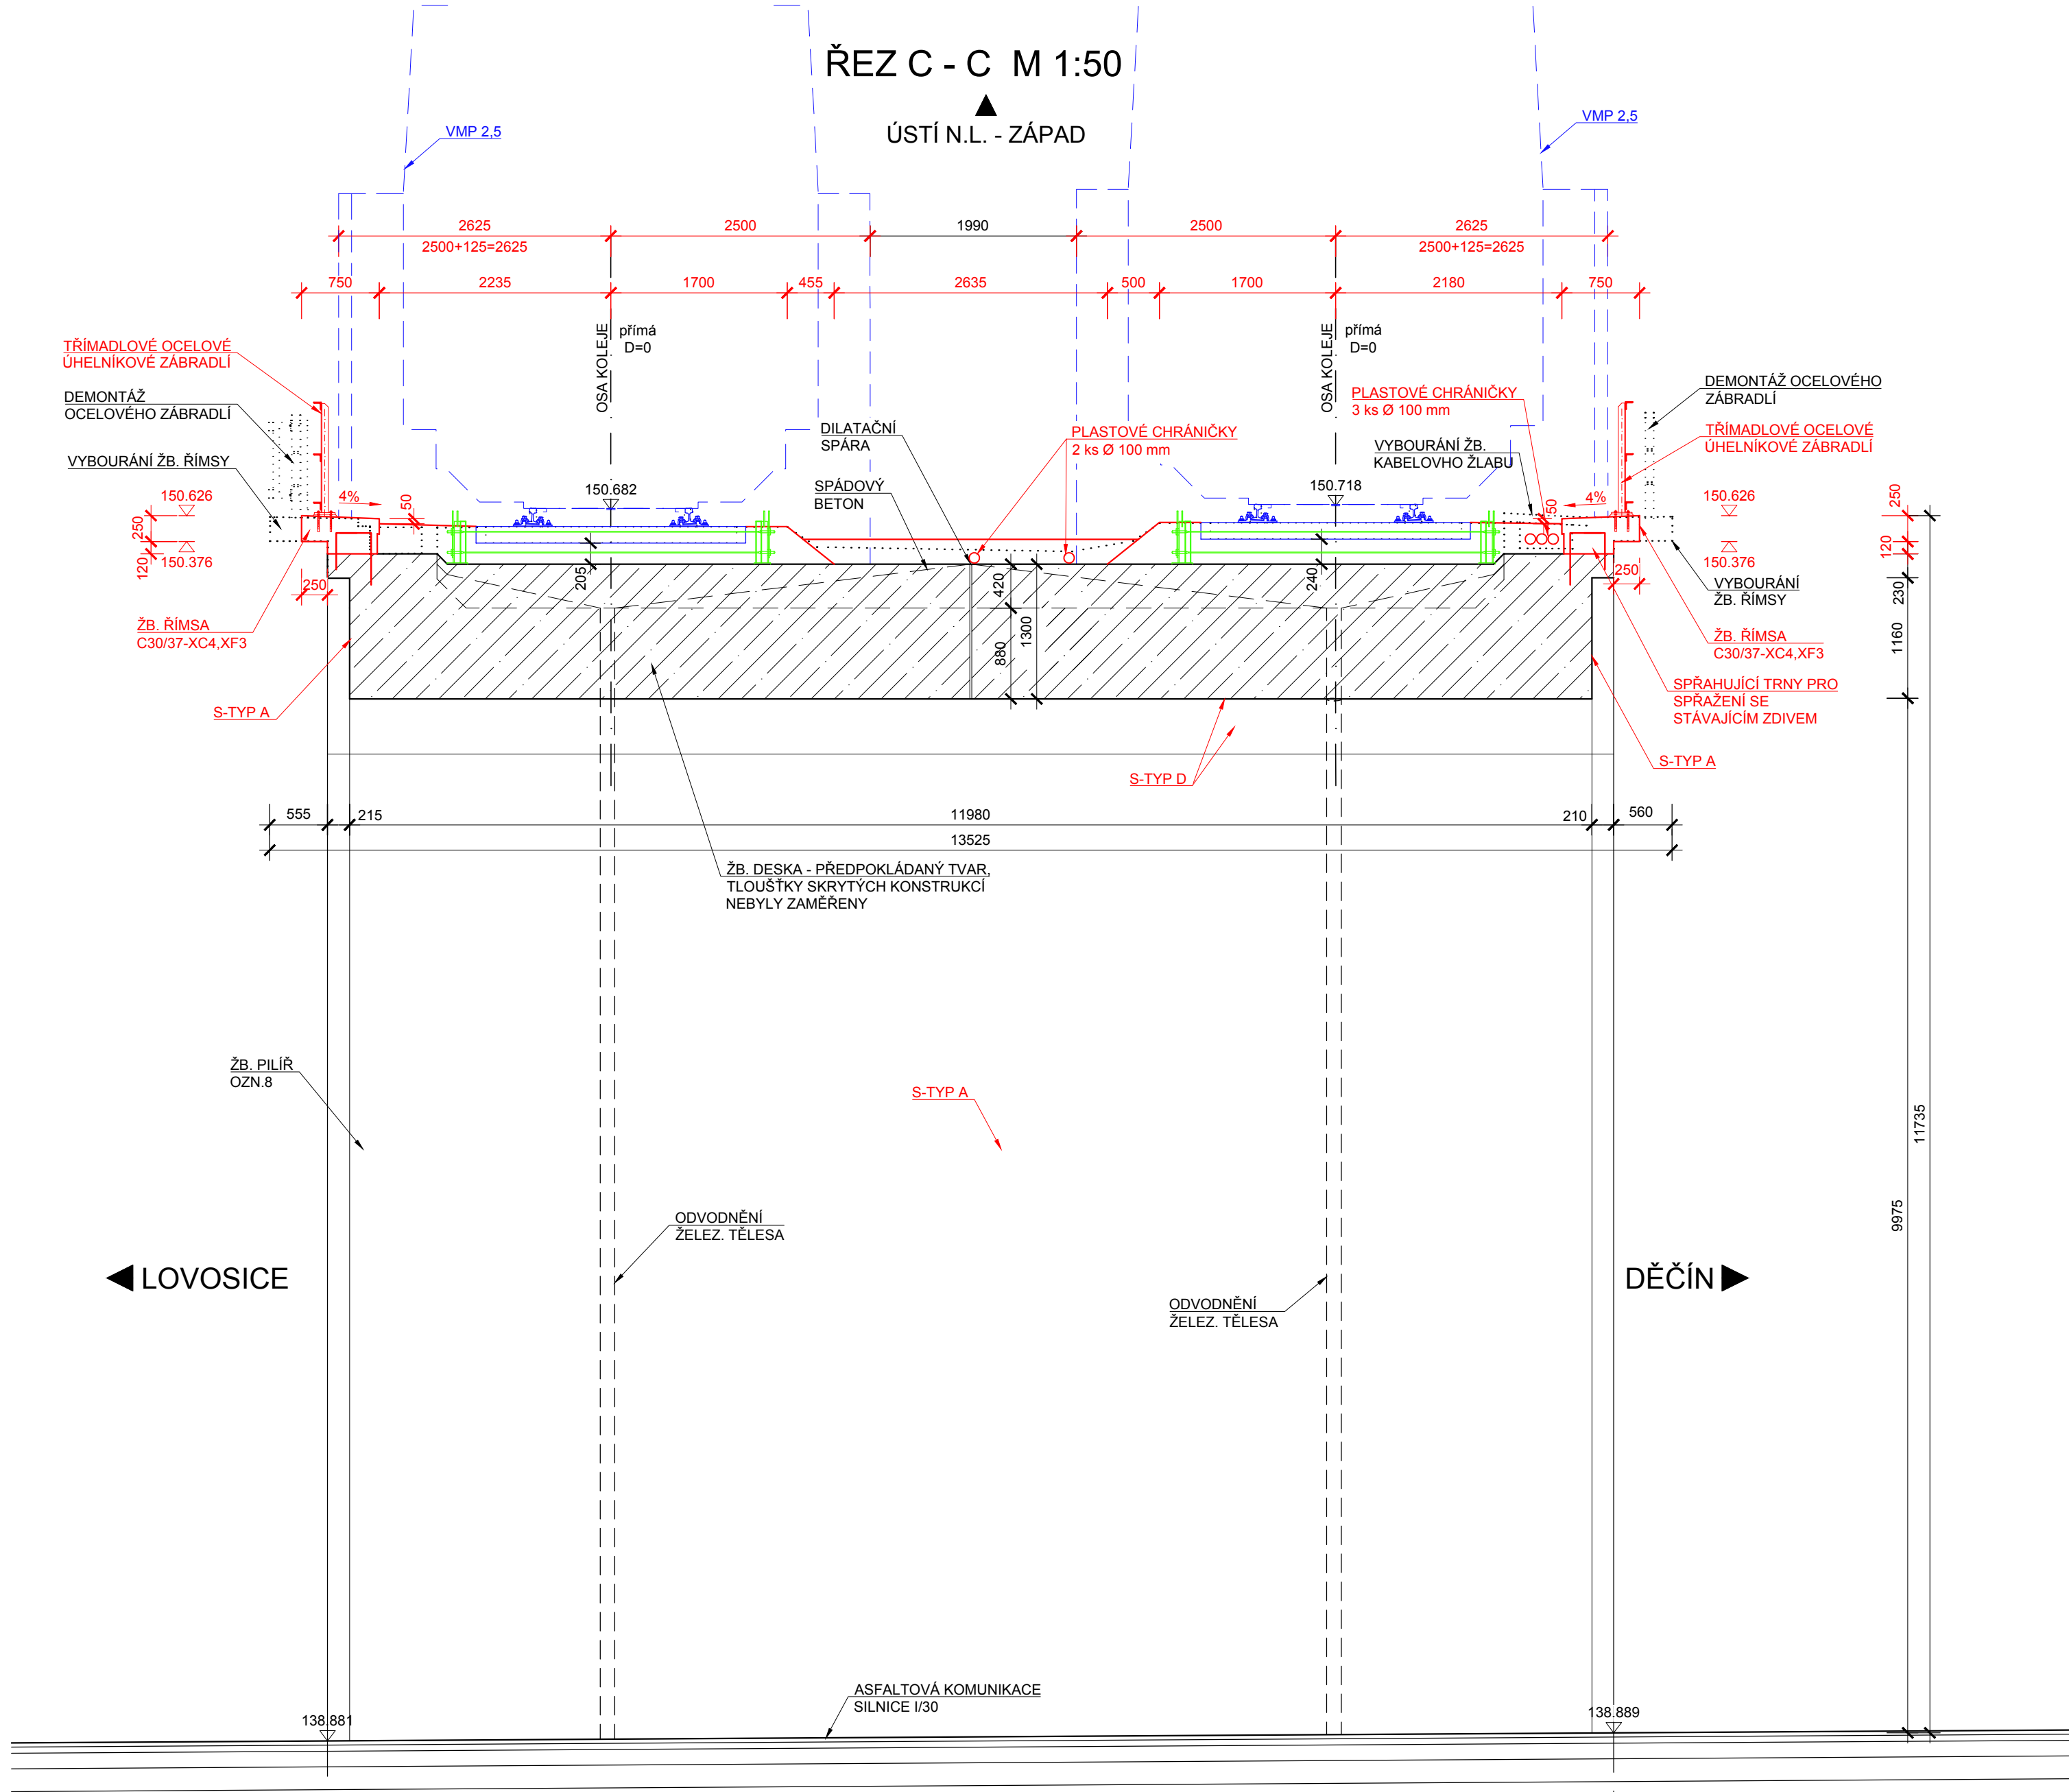 ŘEZ C - C  M 1:50
ÚSTÍ N.L. - ZÁPAD
VMP 2,5
VMP 2,5
2625
2500
1990
2500
2625
2500+125=2625
2500+125=2625
750
2235
1700
455
2635
500
1700
2180
750
OSA KOLEJE
přímá
D=0
OSA KOLEJE
přímá
D=0
TŘÍMADLOVÉ OCELOVÉ
ÚHELNÍKOVÉ ZÁBRADLÍ
DEMONTÁŽ
OCELOVÉHO ZÁBRADLÍ
VYBOURÁNÍ ŽB. ŘÍMSY
150.626
150.376
250
120
4%
50
250
ŽB. ŘÍMSA
C30/37-XC4,XF3
S-TYP A
150.682
205
DILATAČNÍ
SPÁRA
SPÁDOVÝ
BETON
PLASTOVÉ CHRÁNIČKY
2 ks Ø 100 mm
PLASTOVÉ CHRÁNIČKY
3 ks Ø 100 mm
VYBOURÁNÍ ŽB.
KABELOVHO ŽLABU
150.718
240
420
880
1300
50
4%
DEMONTÁŽ OCELOVÉHO
ZÁBRADLÍ
TŘÍMADLOVÉ OCELOVÉ
ÚHELNÍKOVÉ ZÁBRADLÍ
150.626
150.376
250
VYBOURÁNÍ
ŽB. ŘÍMSY
ŽB. ŘÍMSA
C30/37-XC4,XF3
SPŘAHUJÍCÍ TRNY PRO
SPŘAŽENÍ SE
STÁVAJÍCÍM ZDIVEM
S-TYP A
S-TYP D
250
120
230
1160
555
215
11980
210
560
13525
ŽB. DESKA - PŘEDPOKLÁDANÝ TVAR,
TLOUŠŤKY SKRYTÝCH KONSTRUKCÍ
NEBYLY ZAMĚŘENY
ŽB. PILÍŘ
OZN.8
S-TYP A
11735
9975
ODVODNĚNÍ
ŽELEZ. TĚLESA
LOVOSICE
DĚČÍN
ODVODNĚNÍ
ŽELEZ. TĚLESA
ASFALTOVÁ KOMUNIKACE
SILNICE I/30
138.881
138.889